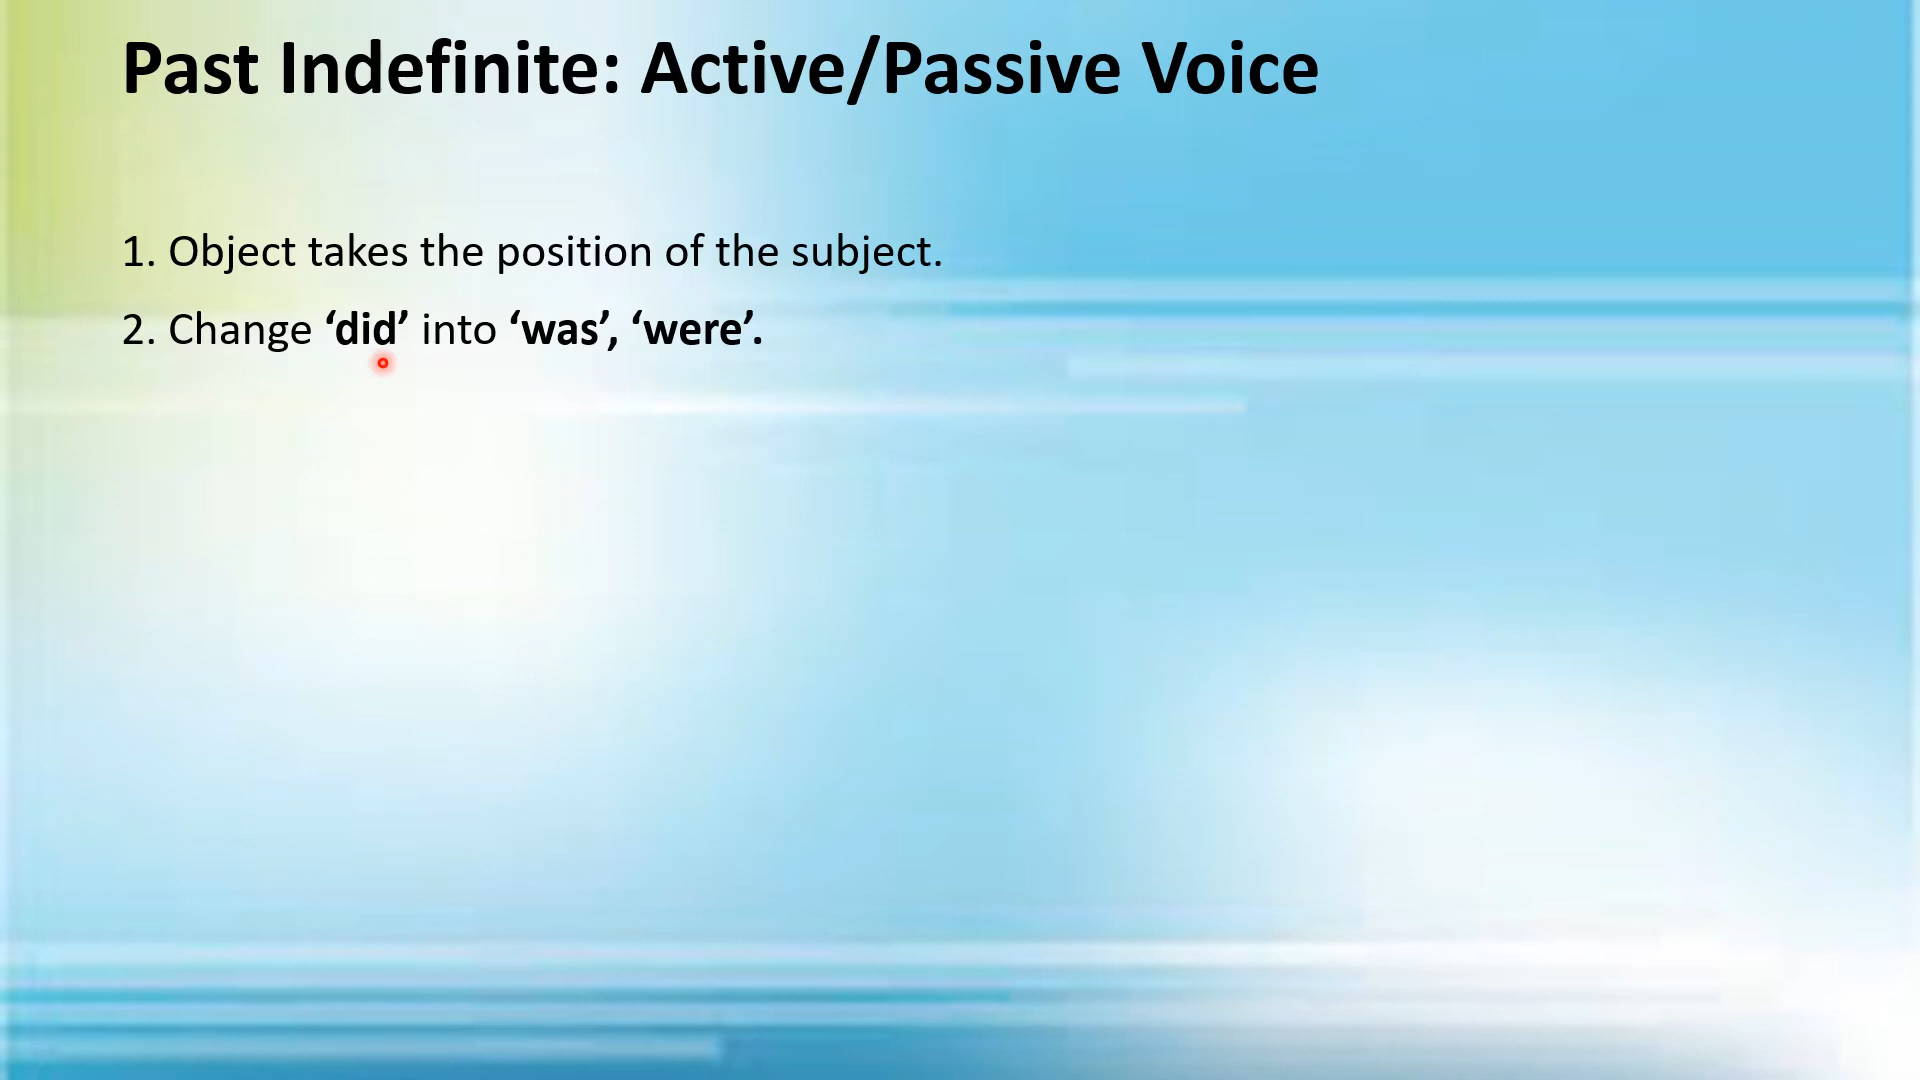 Past Indefinite: Active/Passive Voice
1. Object takes the position of the subject.
2. Change ‘did’ into ‘was’, ‘were’.